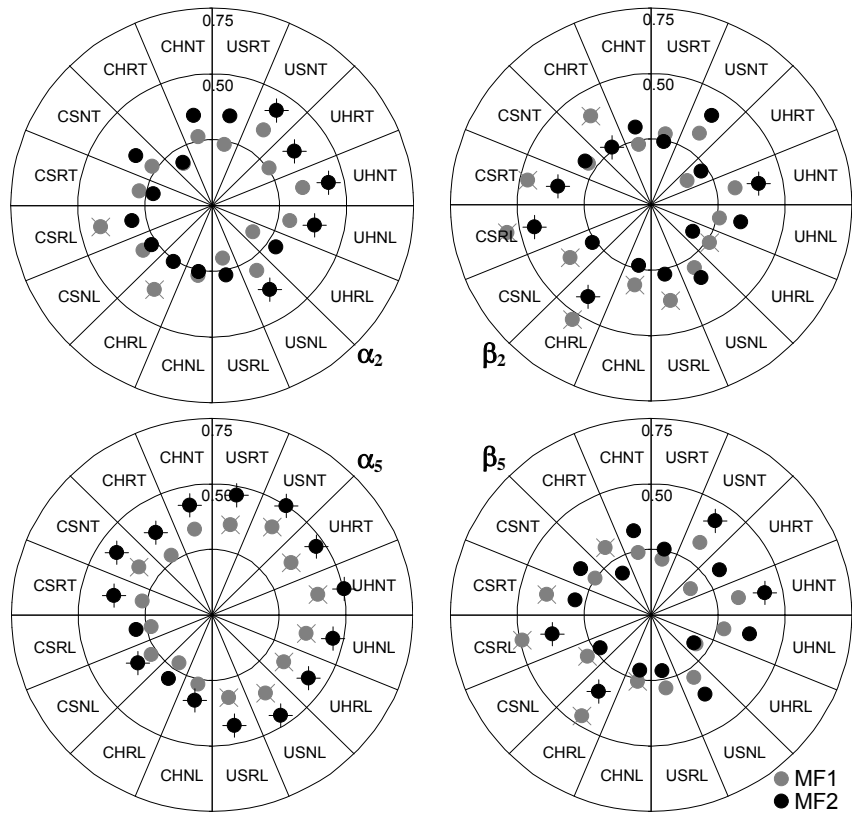 0.75
0.75
CHNT USRT
CHNT USRT
CHRT USNT
CHRT USNT
0.50
0.50
CSNT UHRT
CSNT UHRT
CSRT UHNT
CSRT UHNT
CSRL UHNL
CSRL UHNL
CSNL UHRL
CSNL UHRL
CHRL USNL
CHRL USNL
CHNL USRL
CHNL USRL
α2
β2
0.75
0.75
CHNT USRT
CHNT USRT
α5
β5
CHRT USNT
CHRT USNT
0.50
0.50
CSNT UHRT
CSNT UHRT
CSRT UHNT
CSRT UHNT
CSRL UHNL
CSRL UHNL
CSNL UHRL
CSNL UHRL
CHRL USNL
CHRL USNL
CHNL USRL
CHNL USRL
MF1
MF2